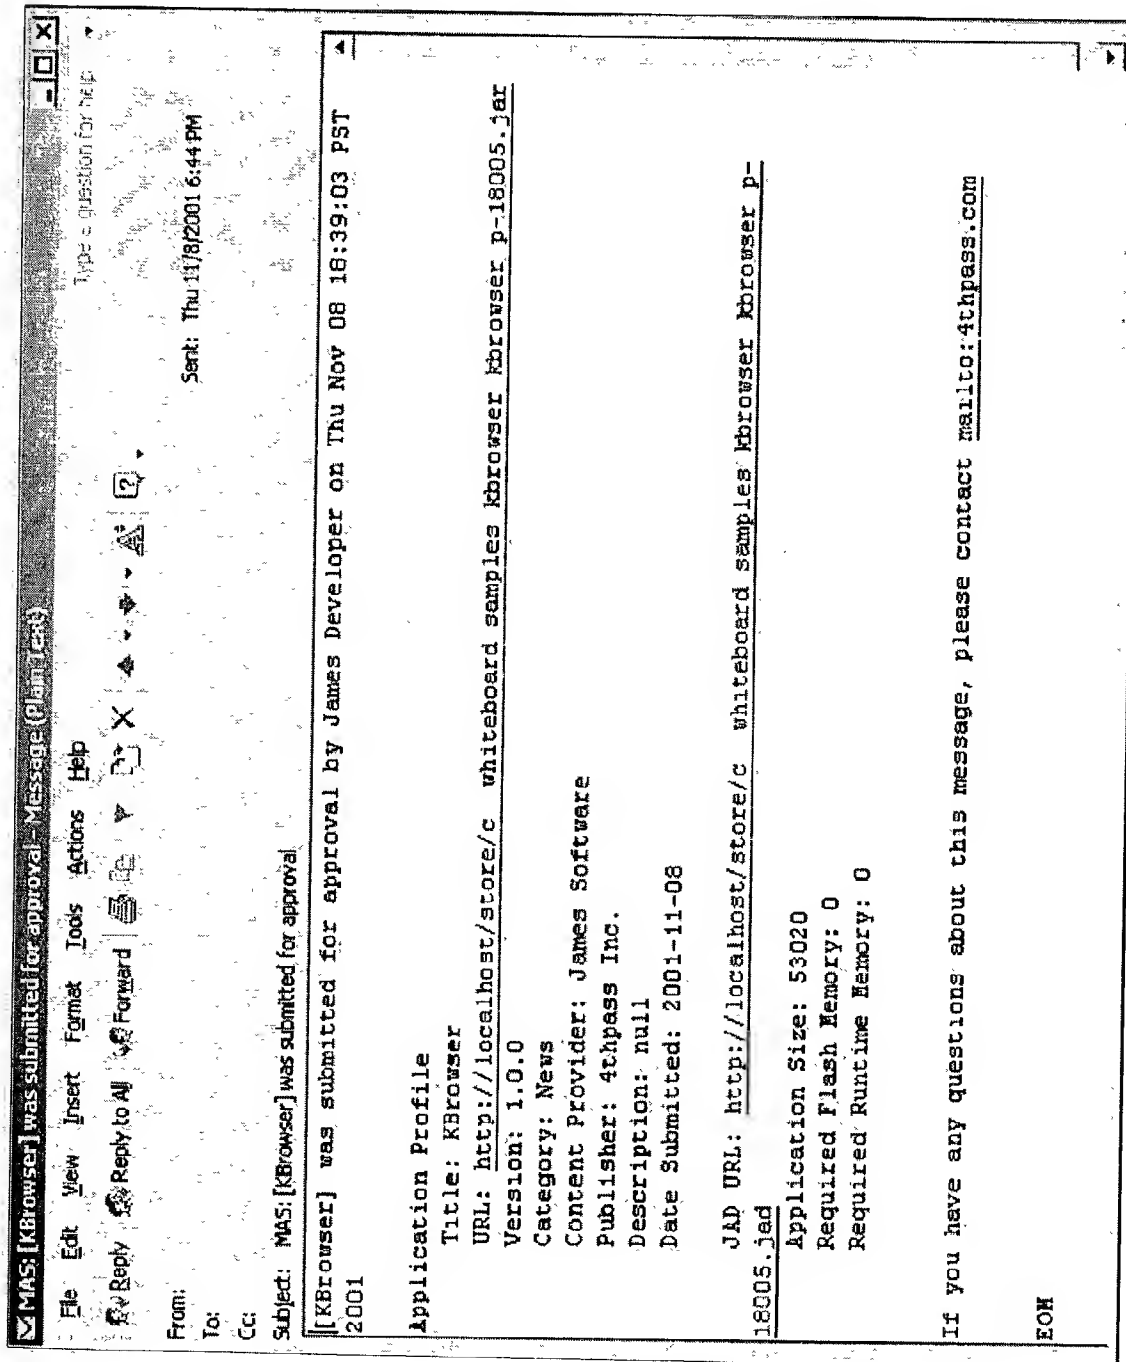 MAS: [KBrowser] was submitted for approval - Message (Plain Text)
File Edit View Insert Format Tools Actions Help Type a question for help
Reply Reply to All Forward
From: Sent: Thu 11/8/2001 6:44 PM
To:
Cc:
Subject: MAS: [KBrowser] was submitted for approval
[KBrowser] was submitted for approval by James Developer on Thu Nov 08 18:39:03 PST
2001
Application Profile
Title: KBrowser
URL: http://localhost/store/c whiteboard samples kbrowser kbrowser p-18005.jar
Version: 1.0.0
Category: News
Content Provider: James Software
Publisher: 4thpass Inc.
Description: null
Date Submitted: 2001-11-08
JAD URL: http://localhost/store/c whiteboard samples kbrowser kbrowser p-
18005.jad
Application Size: 53020
Required Flash Memory: 0
Required Runtime Memory: 0
If you have any questions about this message, please contact mailto:4thpass.com
EOM